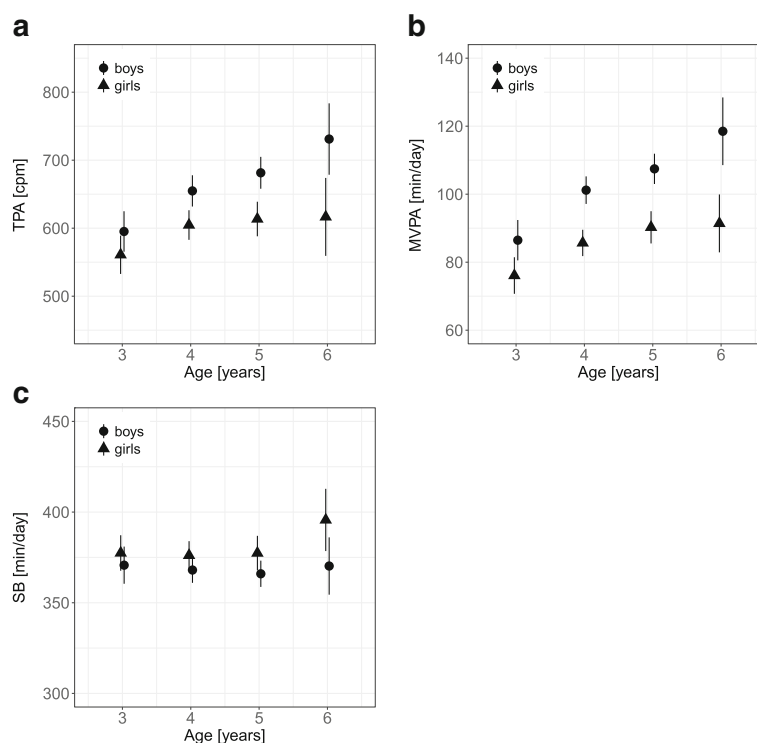 a
boys
girls
800
700
600
500
TPA [cpm]
3 4 5 6
Age [years]
b
boys
girls
140
120
100
80
60
MVPA [min/day]
3 4 5 6
Age [years]
c
boys
girls
450
400
350
300
SB [min/day]
3 4 5 6
Age [years]